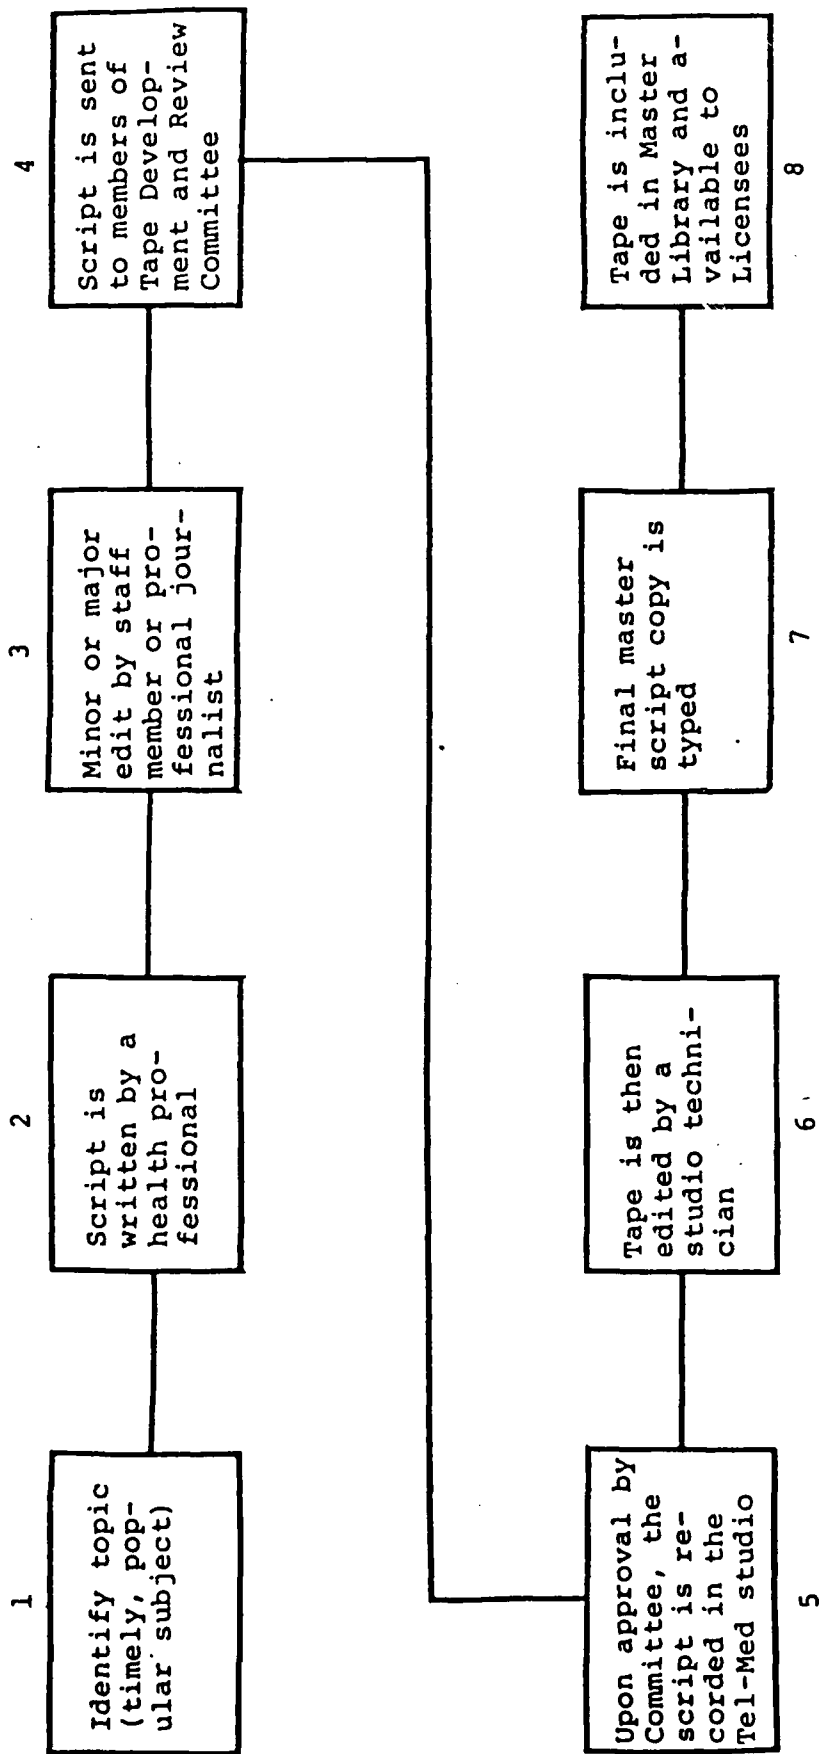 1
Identify topic
(timely, pop-
ular subject)
2
Script is
written by a
health pro-
fessional
3
Minor or major
edit by staff
member or pro-
fessional jour-
nalist
4
Script is sent
to members of
Tape Develop-
ment and Review
Committee
Upon approval by
Committee, the
script is re-
corded in the
Tel-Med studio
5
Tape is then
edited by a
studio techni-
cian
6
Final master
script copy is
typed
7
Tape is inclu-
ded in Master
Library and a-
vailable to
Licensees
8